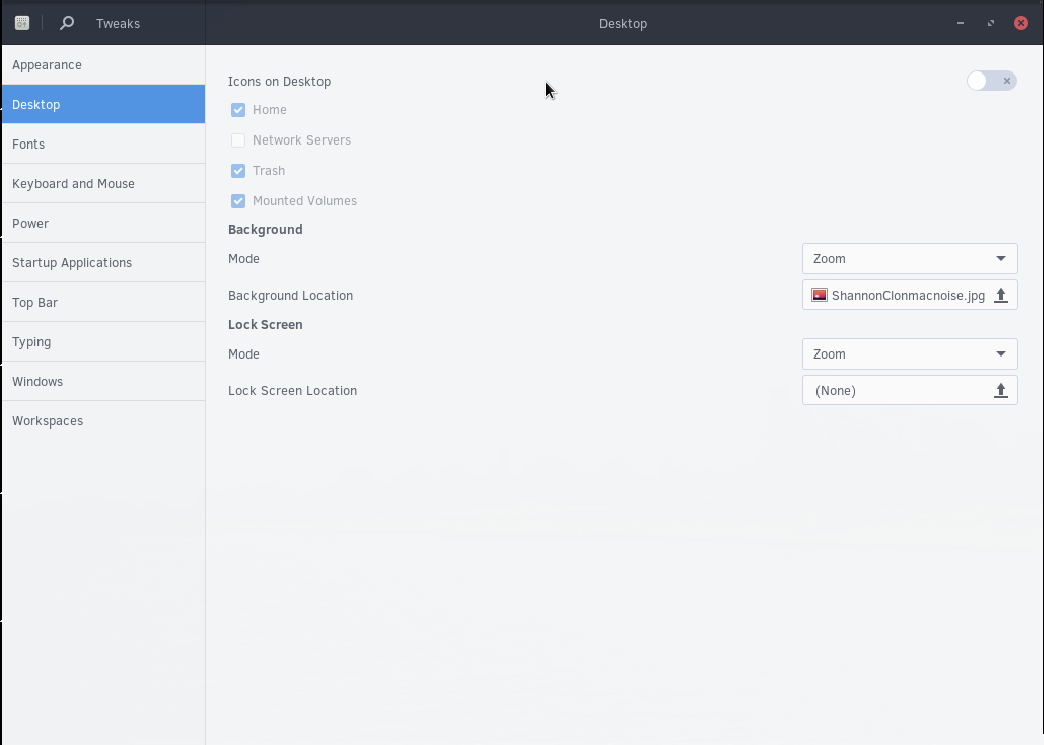 Tweaks
Desktop
Appearance
Desktop
Fonts
Keyboard and Mouse
Power
Startup Applications
Top Bar
Typing
Windows
Workspaces
Icons on Desktop
Home
Network Servers
Trash
Mounted Volumes
Background
Mode Zoom
Background Location ShannonClonmacnoise.jpg
Lock Screen
Mode Zoom
Lock Screen Location (None)